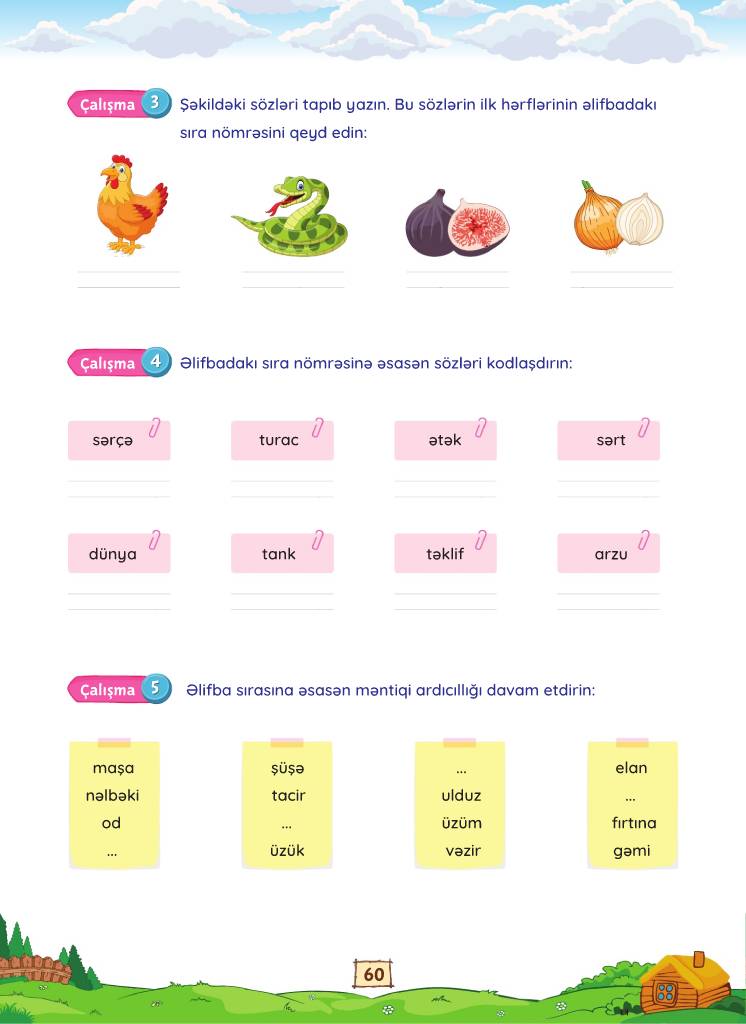 Çalışma 3 Şəkildəki sözləri tapıb yazın. Bu sözlərin ilk hərflərinin əlifbadakı
sıra nömrəsini qeyd edin:
Çalışma 4 Əlifbadakı sıra nömrəsinə əsasən sözləri kodlaşdırın:
sərçə turac ətək sərt
dünya tank təklif arzu
Çalışma 5 Əlifba sırasına əsasən məntiqi ardıcıllığı davam etdirin:
maşa
nəlbəki
od
...
şüşə
tacir
...
üzük
...
ulduz
üzüm
vəzir
elan
...
fırtına
gəmi
60